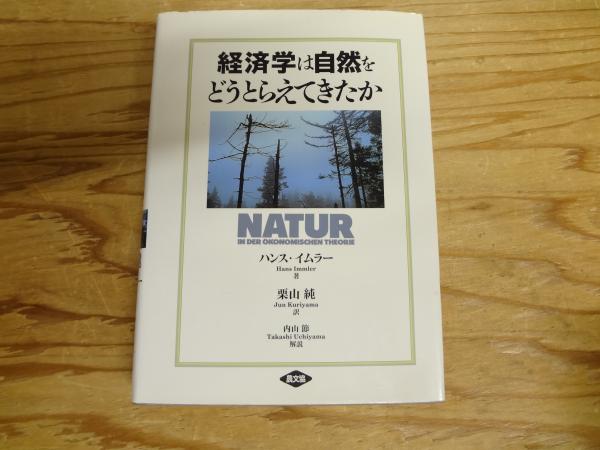 経済学は自然を
どうとらえてきたか
NATUR
IN DER ÖKONOMISCHEN THEORIE
ハンス・イムラー
Hans Immler
著
栗山 純
Jun Kuriyama
訳
内山 節
Takashi Uchiyama
解説
農文協